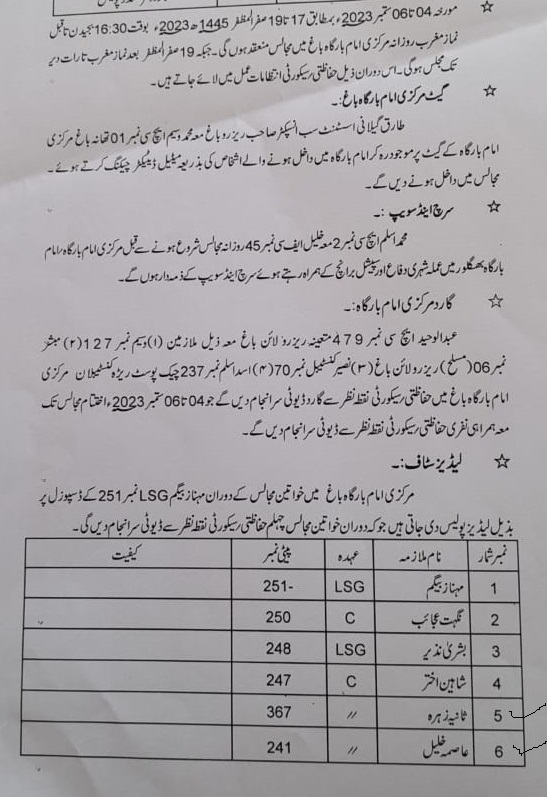 مورخہ 04 تا 06 ستمبر 2023ء بمطابق 17 تا 19 صفر المظفر 1445ھ 2023ء بوقت 16:30 بجے دن تا قبل
نماز مغرب روزانہ مرکزی امام بارگاہ باغ میں مجالس منعقد ہوں گی۔ جبکہ 19 صفر المظفر بعد نماز مغرب تا رات دیر
تک مجلس ہو گی۔ اس دوران ذیل حفاظتی سیکورٹی انتظامات عمل میں لائے جاتے ہیں۔
☆ گیٹ مرکزی امام بارگاہ باغ:۔
طارق گیلانی اسسٹنٹ سب انسپکٹر صاحب ریزرو باغ معہ محمد وسیم ایچ سی نمبر 01 تھانہ باغ مرکزی
امام بارگاہ کے گیٹ پر موجود رہ کر امام بارگاہ میں داخل ہونے والے اشخاص کی بذریعہ میٹل ڈیٹیکٹر چیکنگ کرتے ہوئے
مجالس میں داخل ہونے دیں گے۔
☆ سرچ اینڈ سویپ :۔
محمد اسلم ایچ سی نمبر 2 معہ خلیل ایف سی نمبر 45 روزانہ مجالس شروع ہونے سے قبل مرکزی امام بارگاہ/امام
بارگاہ بھگلور میں عملہ شہری دفاع اور سپیشل برانچ کے ہمراہ رہتے ہوئے سرچ اینڈ سویپ کے ذمہ دار ہوں گے۔
☆ گارد مرکزی امام بارگاہ:۔
عبدالوحید ایچ سی نمبر 479 متعینہ ریزرو لائن باغ معہ ذیل ملازمین (۱) وسیم نمبر 127 (۲) مبشر
نمبر 06 (مسلح) ریزرو لائن باغ (۳) نصیر کنسٹیبل نمبر 70 (۴) اسد اسلم نمبر 237 چیک پوسٹ ریڑہ کنسٹیبلان مرکزی
امام بارگاہ باغ میں حفاظتی/سیکورٹی نقطہ نظر سے گارد ڈیوٹی سرانجام دیں گے جو 04 تا 06 ستمبر 2023ء اختتام مجالس تک
معہ ہمراہی نفری حفاظتی/سیکورٹی نقطہ نظر سے ڈیوٹی سرانجام دیں گے۔
☆ لیڈیز سٹاف:۔
مرکزی امام بارگاہ باغ میں خواتین مجالس کے دوران مہناز بیگم LSG نمبر 251 کے ڈسپوزل پر
بذیل لیڈیز پولیس دی جاتی ہیں جو کہ دوران خواتین مجالس چہلم حفاظتی سیکورٹی نقطہ نظر سے ڈیوٹی سرانجام دیں گی۔
نمبر شمار نام ملازمہ عہدہ پیٹی نمبر کیفیت
1 مہناز بیگم LSG 251-
2 نگہت عجائب C 250
3 بشریٰ نذیر LSG 248
4 شاہین اختر C 247
5 ثانیہ زہرہ // 367
6 عاصمہ خلیل // 241